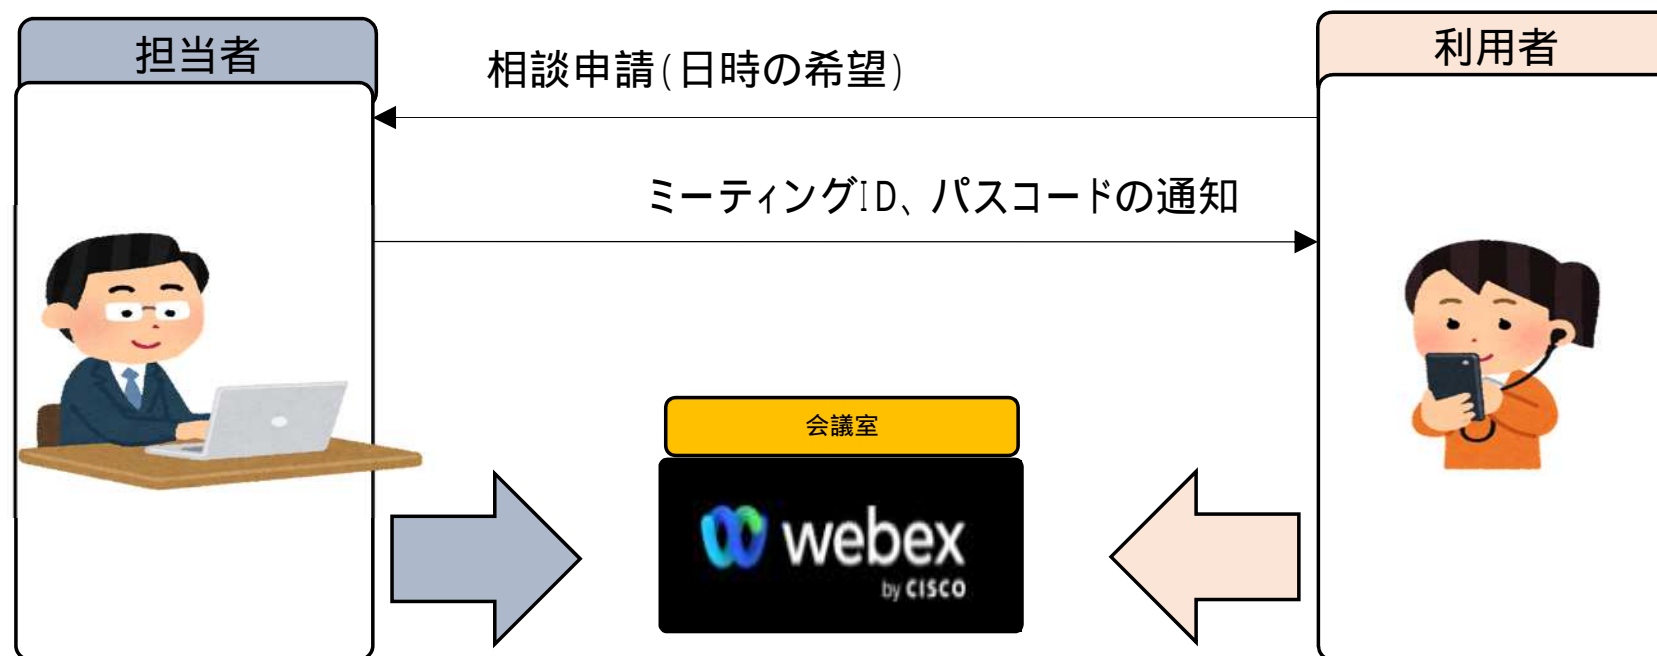 担当者
利用者
相談申請(日時の希望)
ミーティングID、パスコードの通知
会議室
webex
by CISCO